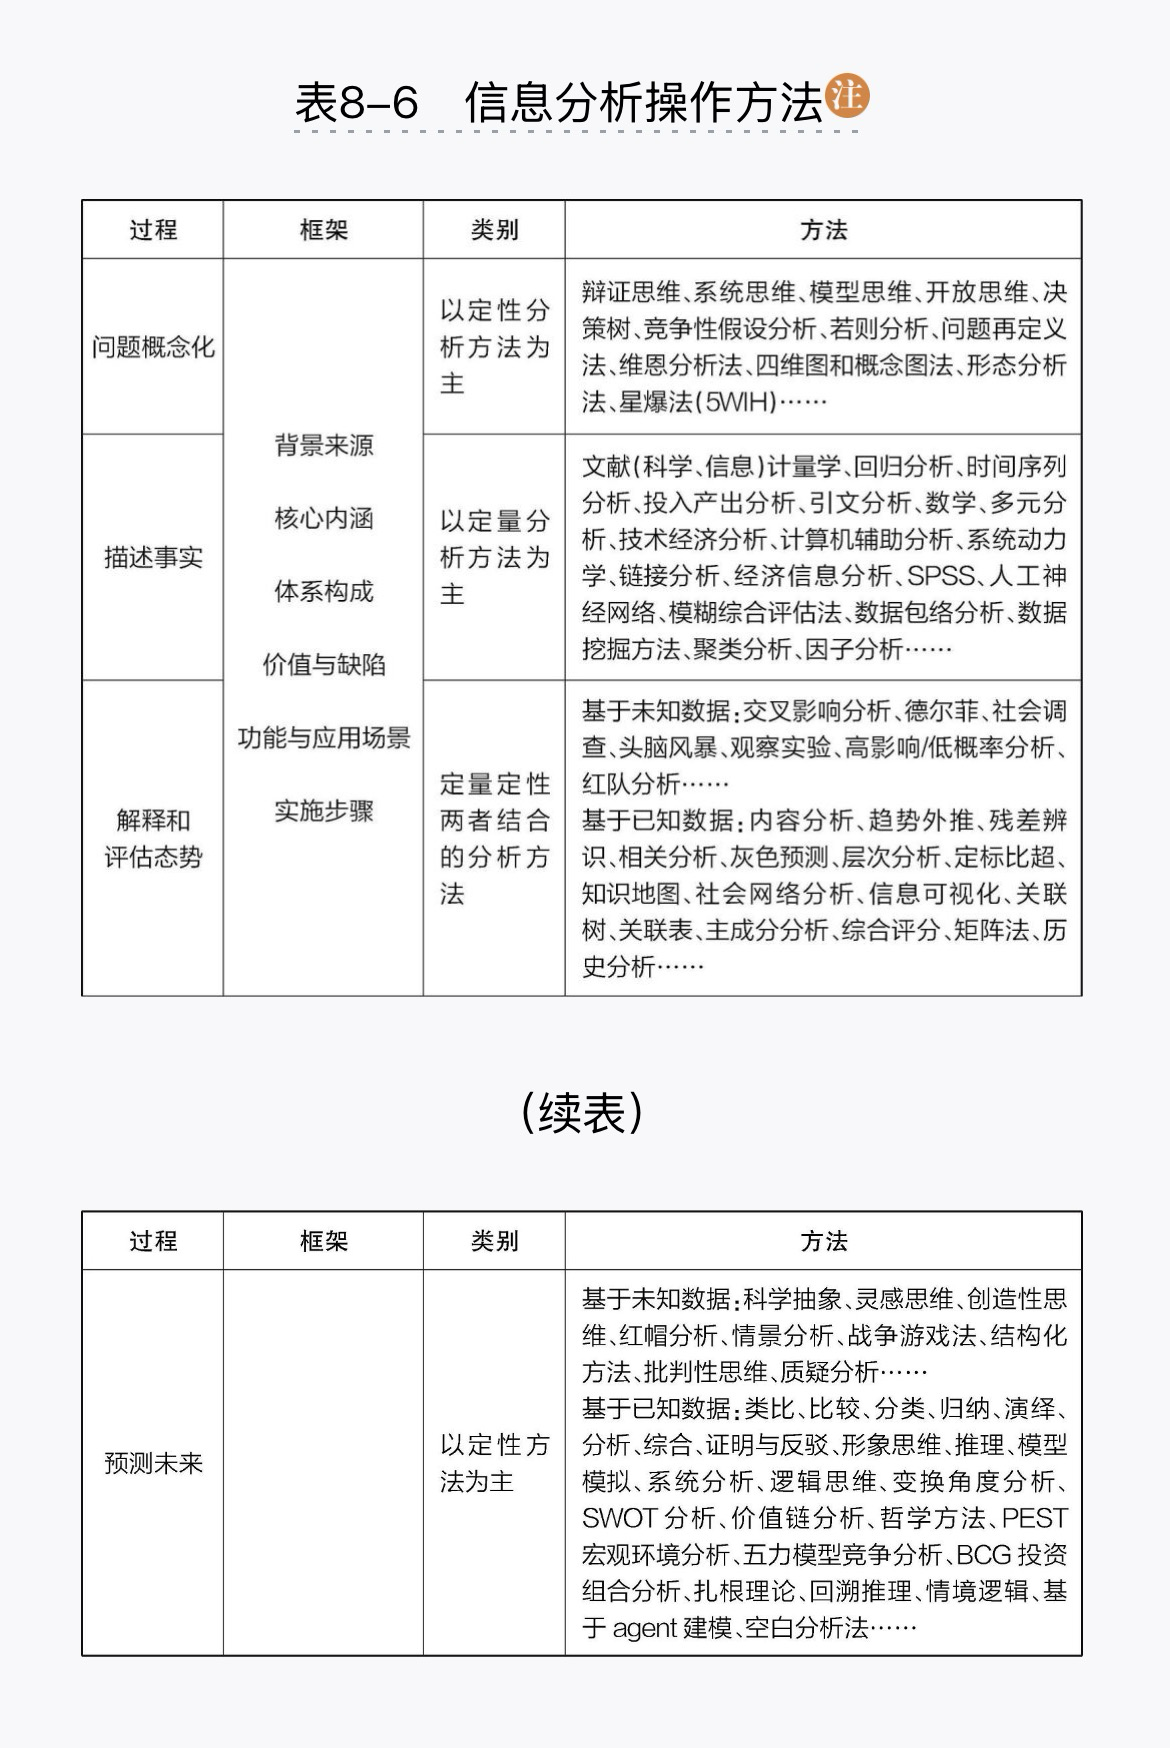 表8–6 信息分析操作方法注
过程 框架 类别 方法
问题概念化
以定性分
析方法为
主
辩证思维、系统思维、模型思维、开放思维、决
策树、竞争性假设分析、若则分析、问题再定义
法、维恩分析法、四维图和概念图法、形态分析
法、星爆法(5WIH)……
背景来源
核心内涵
体系构成
价值与缺陷
功能与应用场景
实施步骤
描述事实
以定量分
析方法为
主
文献(科学、信息)计量学、回归分析、时间序列
分析、投入产出分析、引文分析、数学、多元分
析、技术经济分析、计算机辅助分析、系统动力
学、链接分析、经济信息分析、SPSS、人工神
经网络、模糊综合评估法、数据包络分析、数据
挖掘方法、聚类分析、因子分析……
解释和
评估态势
定量定性
两者结合
的分析方
法
基于未知数据:交叉影响分析、德尔菲、社会调
查、头脑风暴、观察实验、高影响/低概率分析、
红队分析……
基于已知数据:内容分析、趋势外推、残差辨
识、相关分析、灰色预测、层次分析、定标比超、
知识地图、社会网络分析、信息可视化、关联
树、关联表、主成分分析、综合评分、矩阵法、历
史分析……
（续表）
过程 框架 类别 方法
预测未来
以定性方
法为主
基于未知数据:科学抽象、灵感思维、创造性思
维、红帽分析、情景分析、战争游戏法、结构化
方法、批判性思维、质疑分析……
基于已知数据:类比、比较、分类、归纳、演绎、
分析、综合、证明与反驳、形象思维、推理、模型
模拟、系统分析、逻辑思维、变换角度分析、
SWOT 分析、价值链分析、哲学方法、PEST
宏观环境分析、五力模型竞争分析、BCG 投资
组合分析、扎根理论、回溯推理、情境逻辑、基
于 agent 建模、空白分析法……